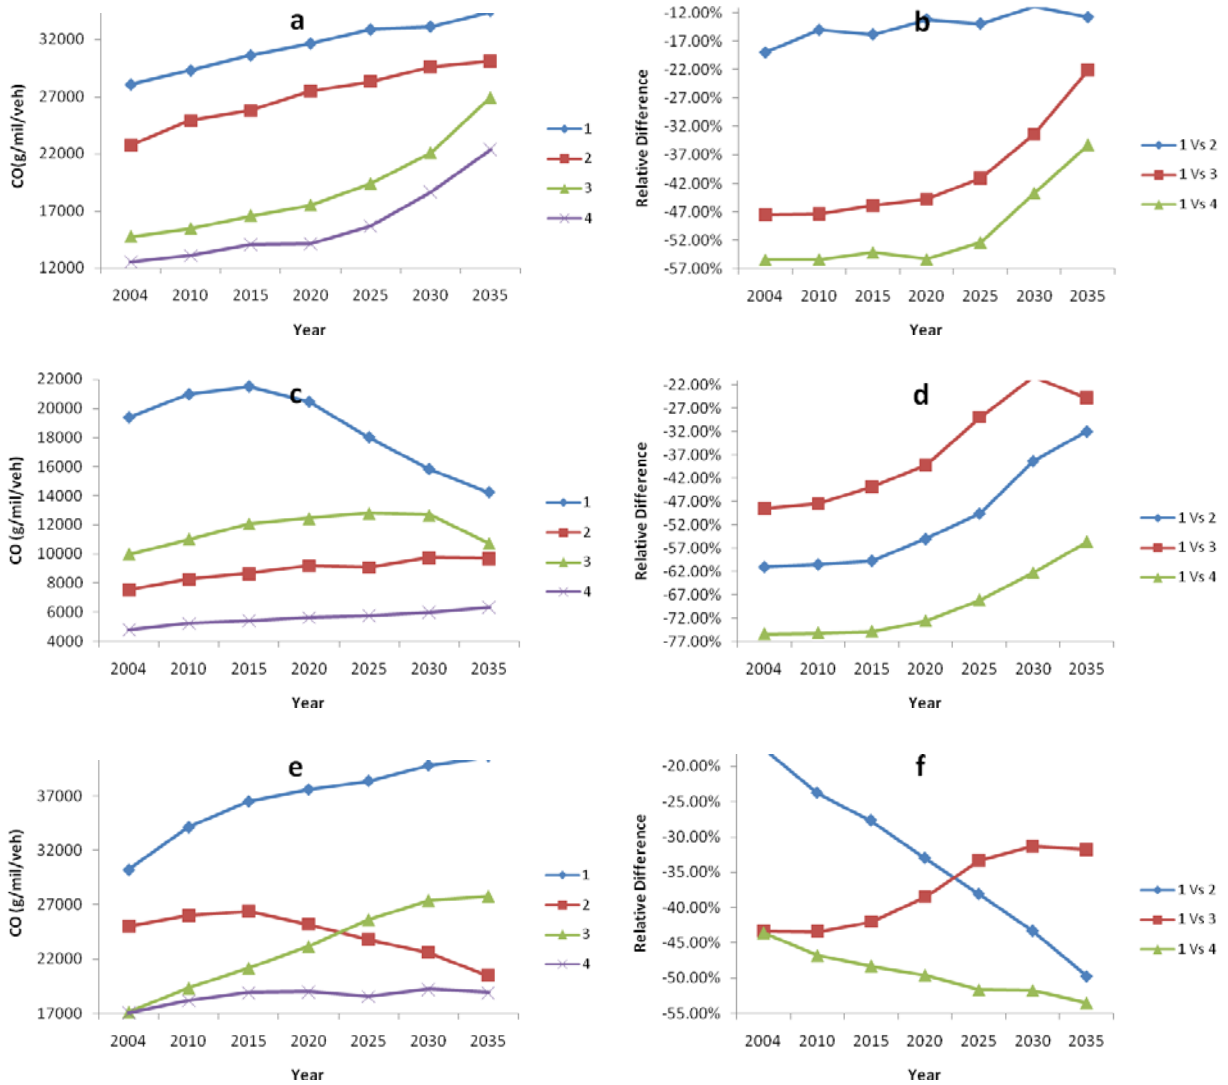 a
CO(g/mil/veh)
32000
27000
22000
17000
12000
2004 2010 2015 2020 2025 2030 2035
Year
1
2
3
4
b
Relative Difference
-12.00%
-17.00%
-22.00%
-27.00%
-32.00%
-37.00%
-42.00%
-47.00%
-52.00%
-57.00%
2004 2010 2015 2020 2025 2030 2035
Year
1 Vs 2
1 Vs 3
1 Vs 4
c
CO (g/mil/veh)
22000
20000
18000
16000
14000
12000
10000
8000
6000
4000
2004 2010 2015 2020 2025 2030 2035
Year
1
2
3
4
d
Relative Difference
-22.00%
-27.00%
-32.00%
-37.00%
-42.00%
-47.00%
-52.00%
-57.00%
-62.00%
-67.00%
-72.00%
-77.00%
2004 2010 2015 2020 2025 2030 2035
Year
1 Vs 2
1 Vs 3
1 Vs 4
e
CO (g/mil/veh)
37000
32000
27000
22000
17000
2004 2010 2015 2020 2025 2030 2035
Year
1
2
3
4
f
Relative Difference
-20.00%
-25.00%
-30.00%
-35.00%
-40.00%
-45.00%
-50.00%
-55.00%
2004 2010 2015 2020 2025 2030 2035
Year
1 Vs 2
1 Vs 3
1 Vs 4